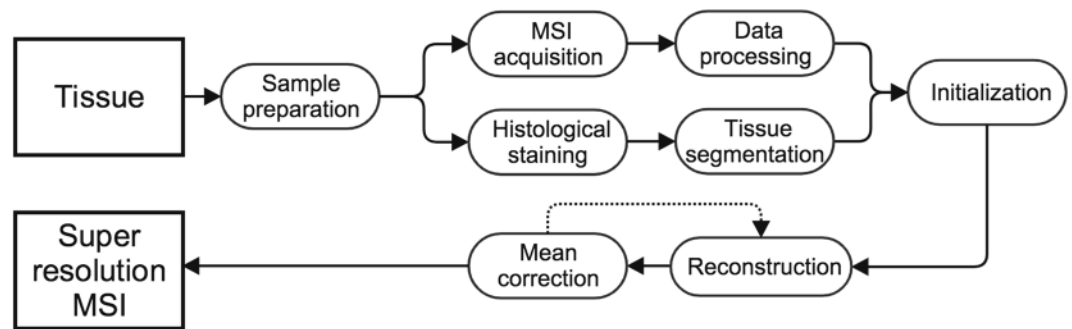 Tissue
Sample
preparation
MSI
acquisition
Data
processing
Histological
staining
Tissue
segmentation
Initialization
Reconstruction
Mean
correction
Super
resolution
MSI